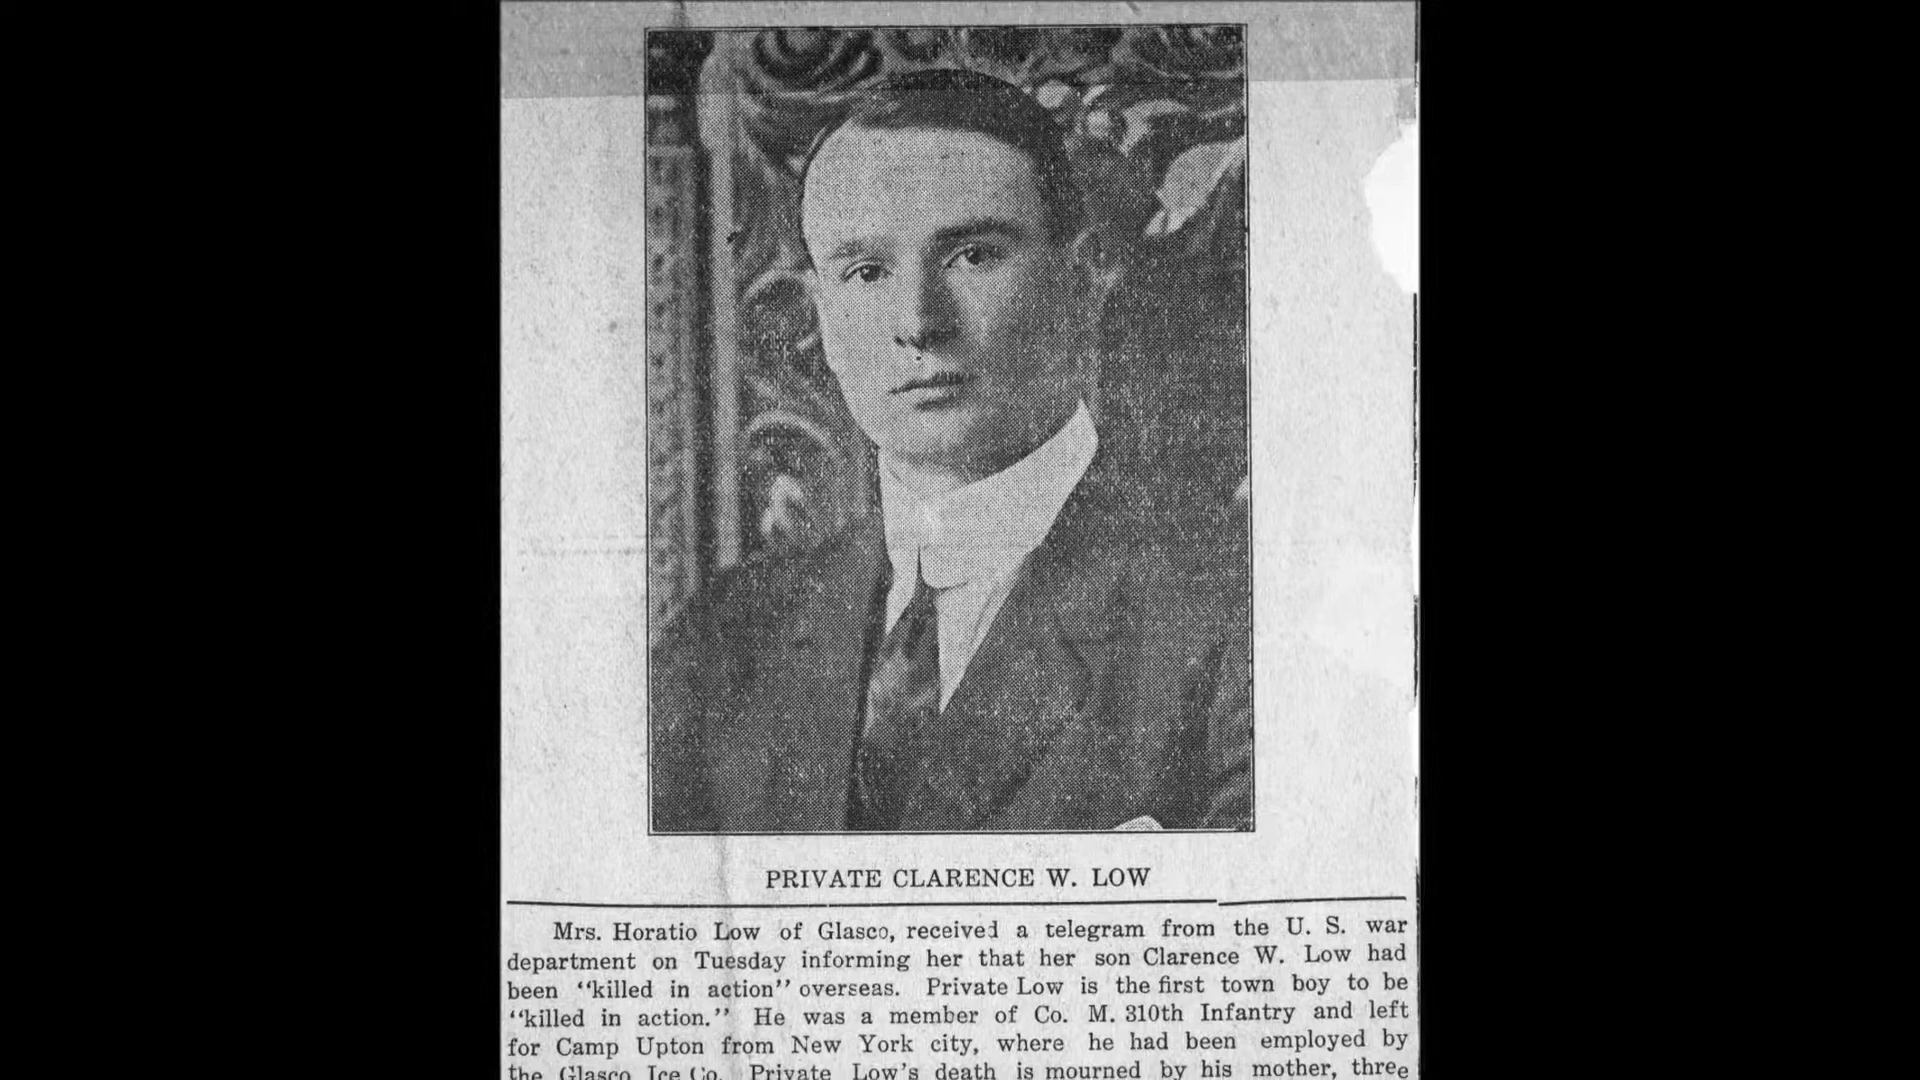 PRIVATE CLARENCE W. LOW
Mrs. Horatio Low of Glasco, received a telegram from the U. S. war
department on Tuesday informing her that her son Clarence W. Low had
been "killed in action" overseas. Private Low is the first town boy to be
"killed in action." He was a member of Co. M. 310th Infantry and left
for Camp Upton from New York city, where he had been employed by
the Glasco Ice Co. Private Low's death is mourned by his mother, three